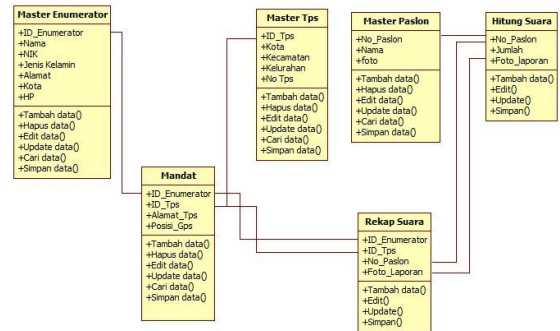 Master Enumerator
+ID_Enumerator
+Nama
+NIK
+Jenis Kelamin
+Alamat
+Kota
+HP
+Tambah data()
+Hapus data()
+Edit data()
+Update data()
+Cari data()
+Simpan data()
Master Tps
+ID_Tps
+Kota
+Kecamatan
+Kelurahan
+No Tps
+Tambah data()
+Hapus data()
+Edit data()
+Update data()
+Cari data()
+Simpan data()
Master Paslon
+No_Paslon
+Nama
+foto
+Tambah data()
+Hapus data()
+Edit data()
+Update data()
+Cari data()
+Simpan data()
Hitung Suara
+No_Paslon
+Jumlah
+Foto_laporan
+Tambah data()
+Edit()
+Update()
+Simpan()
Mandat
+ID_Enumerator
+ID_Tps
+Alamat_Tps
+Posisi_Gps
+Tambah data()
+Hapus data()
+Edit data()
+Update data()
+Cari data()
+Simpan data()
Rekap Suara
+ID_Enumerator
+ID_Tps
+No_Paslon
+Foto_Laporan
+Tambah data()
+Edit()
+Update()
+Simpan()